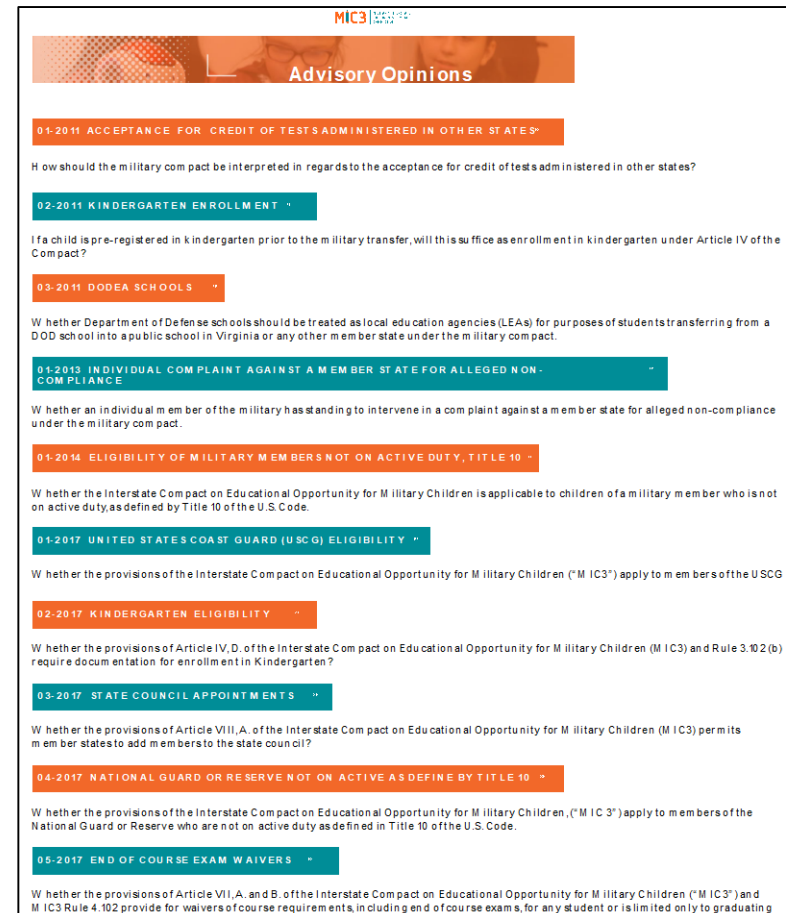 MIC3
Advisory Opinions
01-2011 ACCEPTANCE FOR CREDIT OF TESTS ADMINISTERED IN OTHER STATES"
How should the military compact be interpreted in regards to the acceptance for credit of tests administered in other states?
02-2011 KINDERGARTEN ENROLLMENT "
If a child is pre-registered in kindergarten prior to the military transfer, will this suffice as enrollment in kindergarten under Article IV of the
Compact?
03-2011 DODEA SCHOOLS "
Whether Department of Defense schools should be treated as local education agencies (LEAs) for purposes of students transferring from a
DOD school into a public school in Virginia or any other member state under the military compact.
01-2013 INDIVIDUAL COMPLAINT AGAINST A MEMBER STATE FOR ALLEGED NON- "
COMPLIANCE
Whether an individual member of the military has standing to intervene in a complaint against a member state for alleged non-compliance
under the military compact.
01-2014 ELIGIBILITY OF MILITARY MEMBERS NOT ON ACTIVE DUTY, TITLE 10 "
Whether the Interstate Compact on Educational Opportunity for Military Children is applicable to children of a military member who is not
on active duty, as defined by Title 10 of the U.S. Code.
01-2017 UNITED STATES COAST GUARD (USCG) ELIGIBILITY "
Whether the provisions of the Interstate Compact on Educational Opportunity for Military Children ("MIC3") apply to members of the USCG
02-2017 KINDERGARTEN ELIGIBILITY "
Whether the provisions of Article IV, D. of the Interstate Compact on Educational Opportunity for Military Children (MIC3) and Rule 3.102 (b)
require documentation for enrollment in Kindergarten?
03-2017 STATE COUNCIL APPOINTMENTS "
Whether the provisions of Article VIII, A. of the Interstate Compact on Educational Opportunity for Military Children (MIC3) permits
member states to add members to the state council?
04-2017 NATIONAL GUARD OR RESERVE NOT ON ACTIVE AS DEFINE BY TITLE 10 "
Whether the provisions of the Interstate Compact on Educational Opportunity for Military Children, ("MIC 3") apply to members of the
National Guard or Reserve who are not on active duty as defined in Title 10 of the U.S. Code.
05-2017 END OF COURSE EXAM WAIVERS "
Whether the provisions of Article VII, A. and B. of the Interstate Compact on Educational Opportunity for Military Children ("MIC3") and
MIC3 Rule 4.102 provide for waivers of course requirements, including end of course exams, for any student or is limited only to graduating